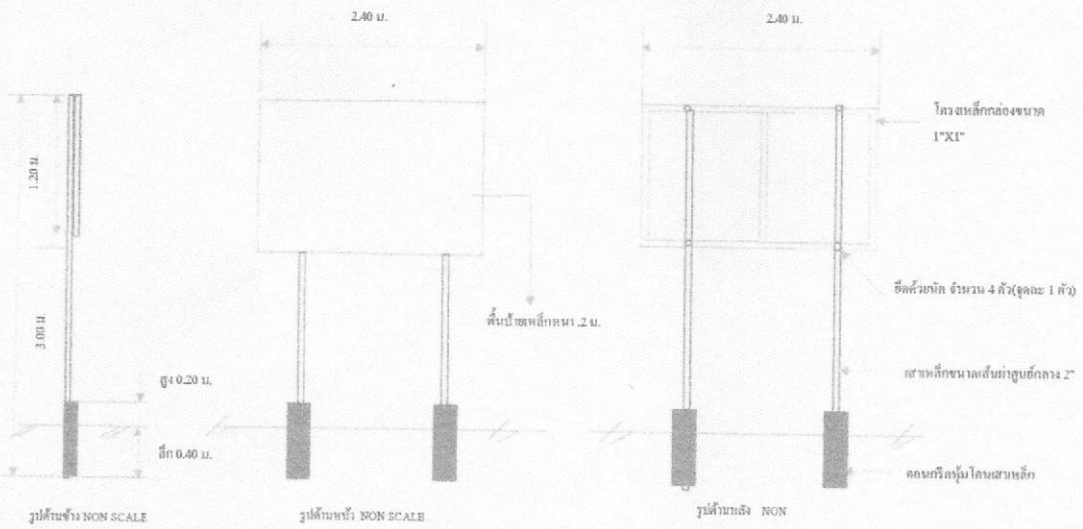 2.40 ม.
2.40 ม.
โครงเหล็กกล่องขนาด
1"X1"
1.20 ม.
ยึดด้วยน๊ต จำนวน 4 ตัว(จุดละ 1 ตัว)
พื้นป้ายเหล็กหนา .2 ม.
3.00 ม.
สูง 0.20 ม.
เสาเหล็กขนาดเส้นผ่าศูนย์กลาง 2"
ลึก 0.40 ม.
คอนกรีตหุ้มโคนเสาเหล็ก
รูปด้านข้าง NON SCALE
รูปด้านหน้า NON SCALE
รูปด้านหลัง NON